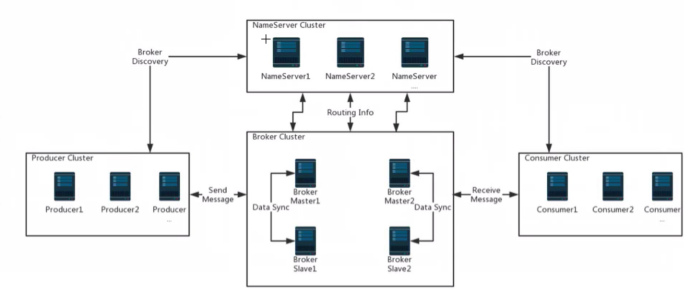 NameServer Cluster
NameServer1
NameServer2
NameServer
...
Broker
Discovery
Broker
Discovery
Routing Info
Broker Cluster
Broker
Master1
Broker
Master2
Data Sync
Data Sync
Broker
Slave1
Broker
Slave2
Producer Cluster
Producer1
Producer2
Producer
...
Send
Message
Receive
Message
Consumer Cluster
Consumer1
Consumer2
Consumer
...